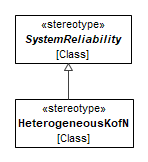 «stereotype»
SystemReliability
[Class]
«stereotype»
HeterogeneousKofN
[Class]